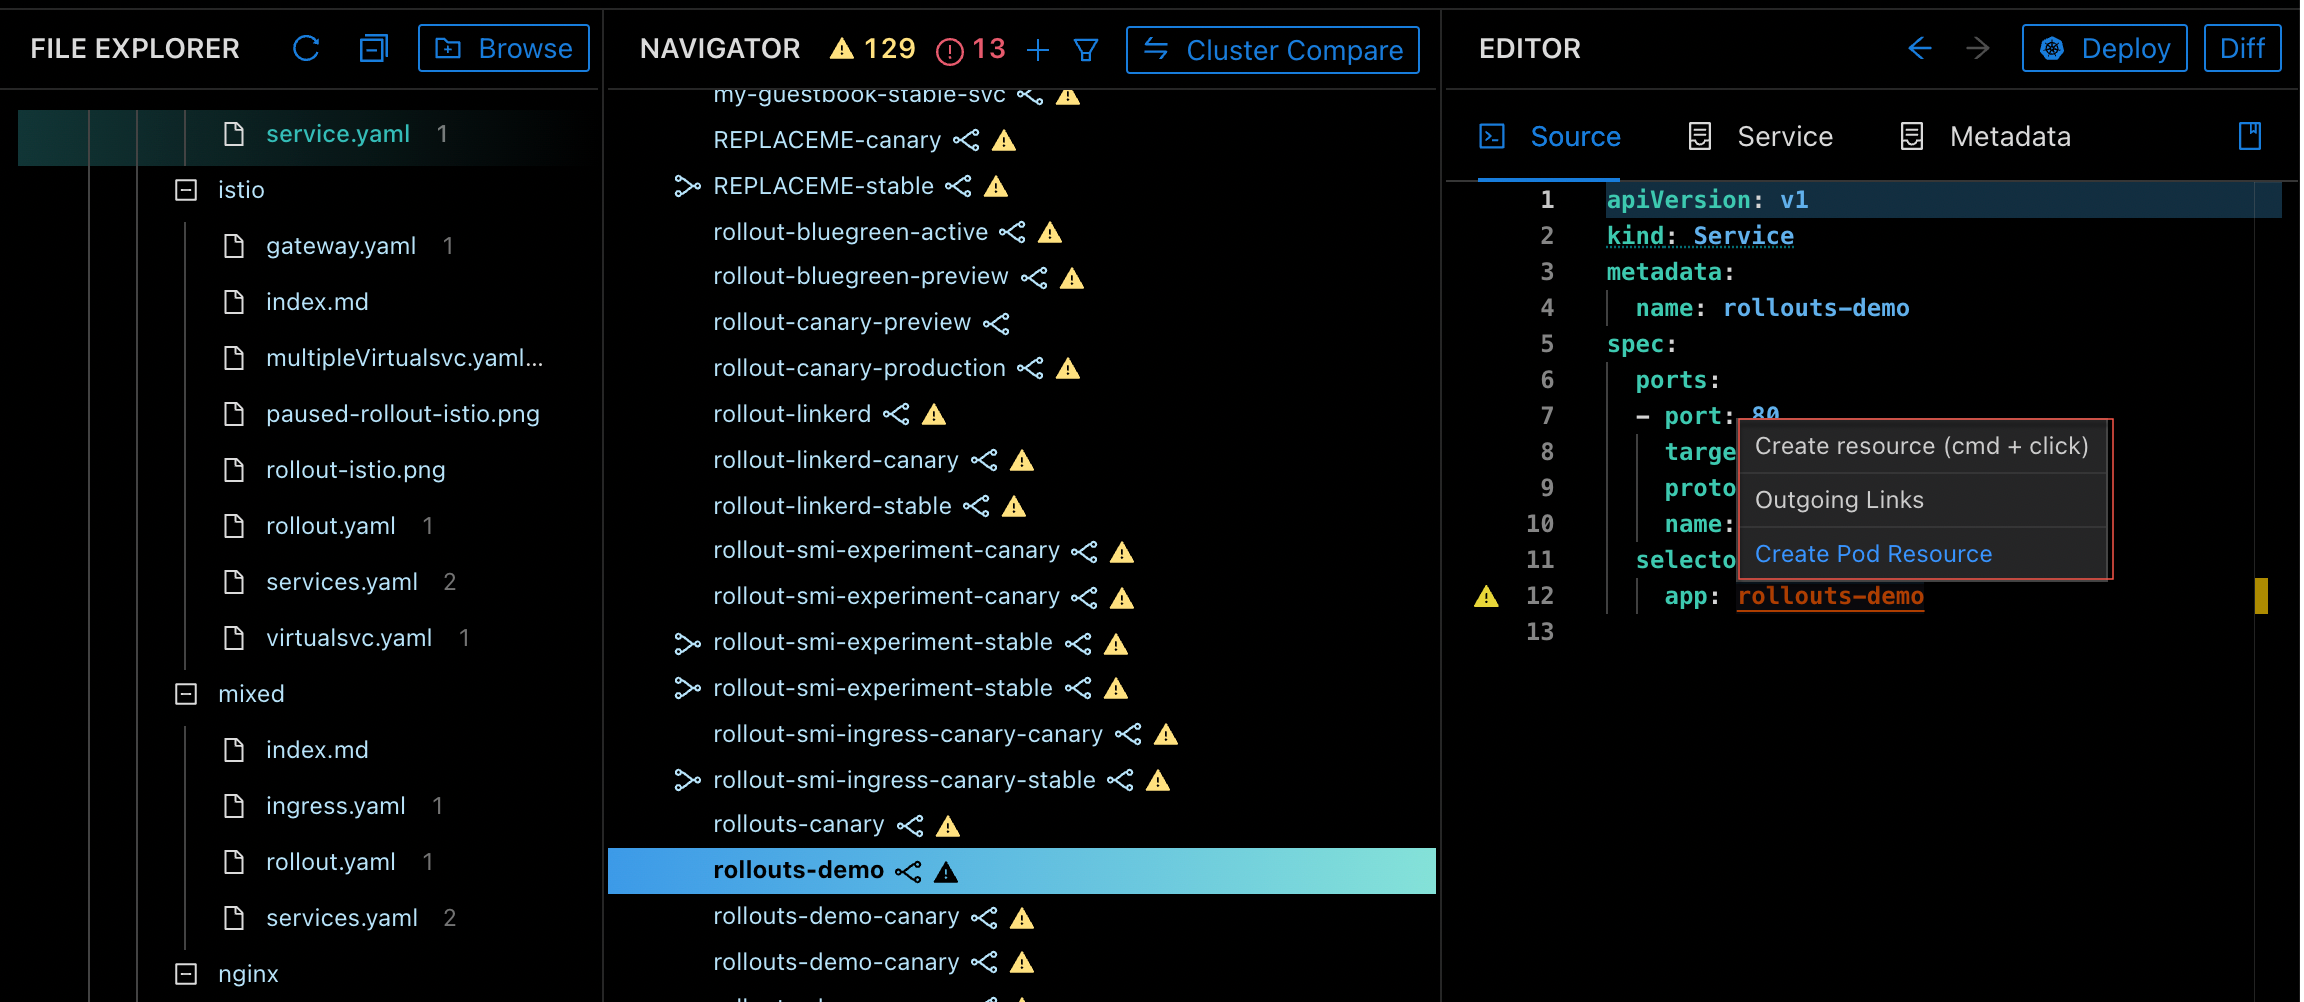 FILE EXPLORER
Browse
service.yaml 1
istio
gateway.yaml 1
index.md
multipleVirtualsvc.yaml...
paused-rollout-istio.png
rollout-istio.png
rollout.yaml 1
services.yaml 2
virtualsvc.yaml 1
mixed
index.md
ingress.yaml 1
rollout.yaml 1
services.yaml 2
nginx
NAVIGATOR 129 13
Cluster Compare
my-guestbook-stable-svc
REPLACEME-canary
REPLACEME-stable
rollout-bluegreen-active
rollout-bluegreen-preview
rollout-canary-preview
rollout-canary-production
rollout-linkerd
rollout-linkerd-canary
rollout-linkerd-stable
rollout-smi-experiment-canary
rollout-smi-experiment-canary
rollout-smi-experiment-stable
rollout-smi-experiment-stable
rollout-smi-ingress-canary-canary
rollout-smi-ingress-canary-stable
rollouts-canary
rollouts-demo
rollouts-demo-canary
rollouts-demo-canary
EDITOR
Deploy
Diff
Source
Service
Metadata
1 apiVersion: v1
2 kind: Service
3 metadata:
4 name: rollouts-demo
5 spec:
6 ports:
7 - port: 80
8 targe
9 proto
10 name:
11 selecto
12 app: rollouts-demo
13
Create resource (cmd + click)
Outgoing Links
Create Pod Resource